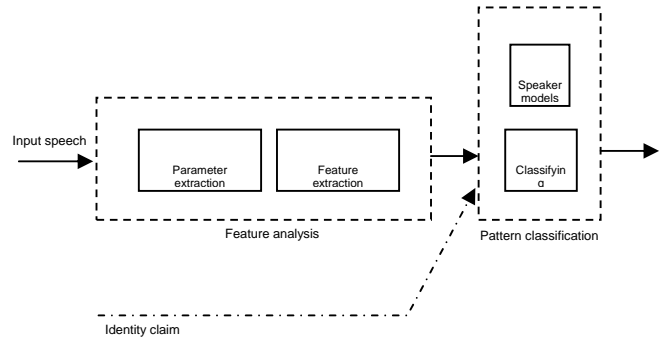 Speaker
models
Input speech
Parameter
extraction
Feature
extraction
Classifyin
g
Feature analysis
Pattern classification
Identity claim